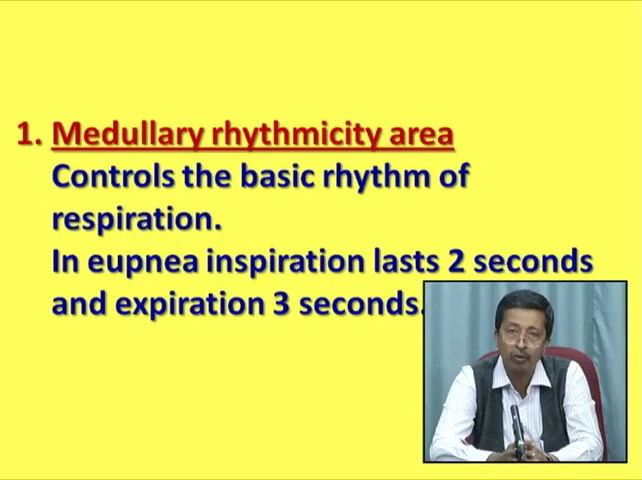 1. Medullary rhythmicity area
Controls the basic rhythm of
respiration.
In eupnea inspiration lasts 2 seconds
and expiration 3 seconds.